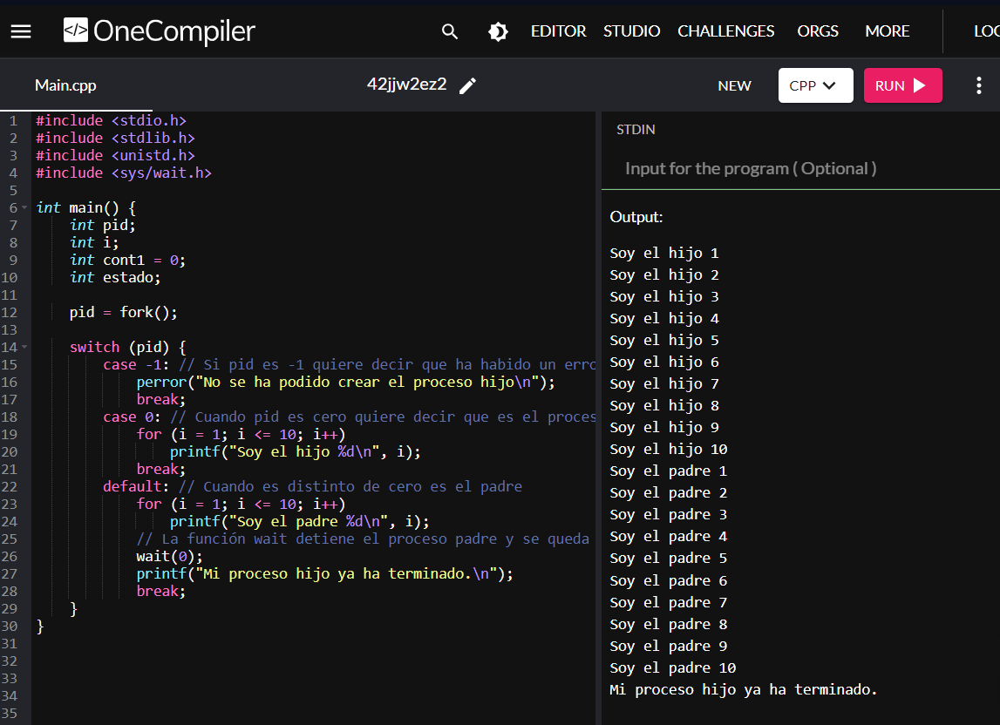 </> OneCompiler
EDITOR STUDIO CHALLENGES ORGS MORE
Main.cpp
42jjw2ez2
NEW
CPP
RUN
1 #include <stdio.h>
2 #include <stdlib.h>
3 #include <unistd.h>
4 #include <sys/wait.h>
5
6 int main() {
7 int pid;
8 int i;
9 int cont1 = 0;
10 int estado;
11
12 pid = fork();
13
14 switch (pid) {
15 case -1: // Si pid es -1 quiere decir que ha habido un erro
16 perror("No se ha podido crear el proceso hijo\n");
17 break;
18 case 0: // Cuando pid es cero quiere decir que es el proces
19 for (i = 1; i <= 10; i++)
20 printf("Soy el hijo %d\n", i);
21 break;
22 default: // Cuando es distinto de cero es el padre
23 for (i = 1; i <= 10; i++)
24 printf("Soy el padre %d\n", i);
25 // La función wait detiene el proceso padre y se queda
26 wait(0);
27 printf("Mi proceso hijo ya ha terminado.\n");
28 break;
29 }
30 }
31
32
33
34
35
STDIN
Input for the program ( Optional )
Output:
Soy el hijo 1
Soy el hijo 2
Soy el hijo 3
Soy el hijo 4
Soy el hijo 5
Soy el hijo 6
Soy el hijo 7
Soy el hijo 8
Soy el hijo 9
Soy el hijo 10
Soy el padre 1
Soy el padre 2
Soy el padre 3
Soy el padre 4
Soy el padre 5
Soy el padre 6
Soy el padre 7
Soy el padre 8
Soy el padre 9
Soy el padre 10
Mi proceso hijo ya ha terminado.